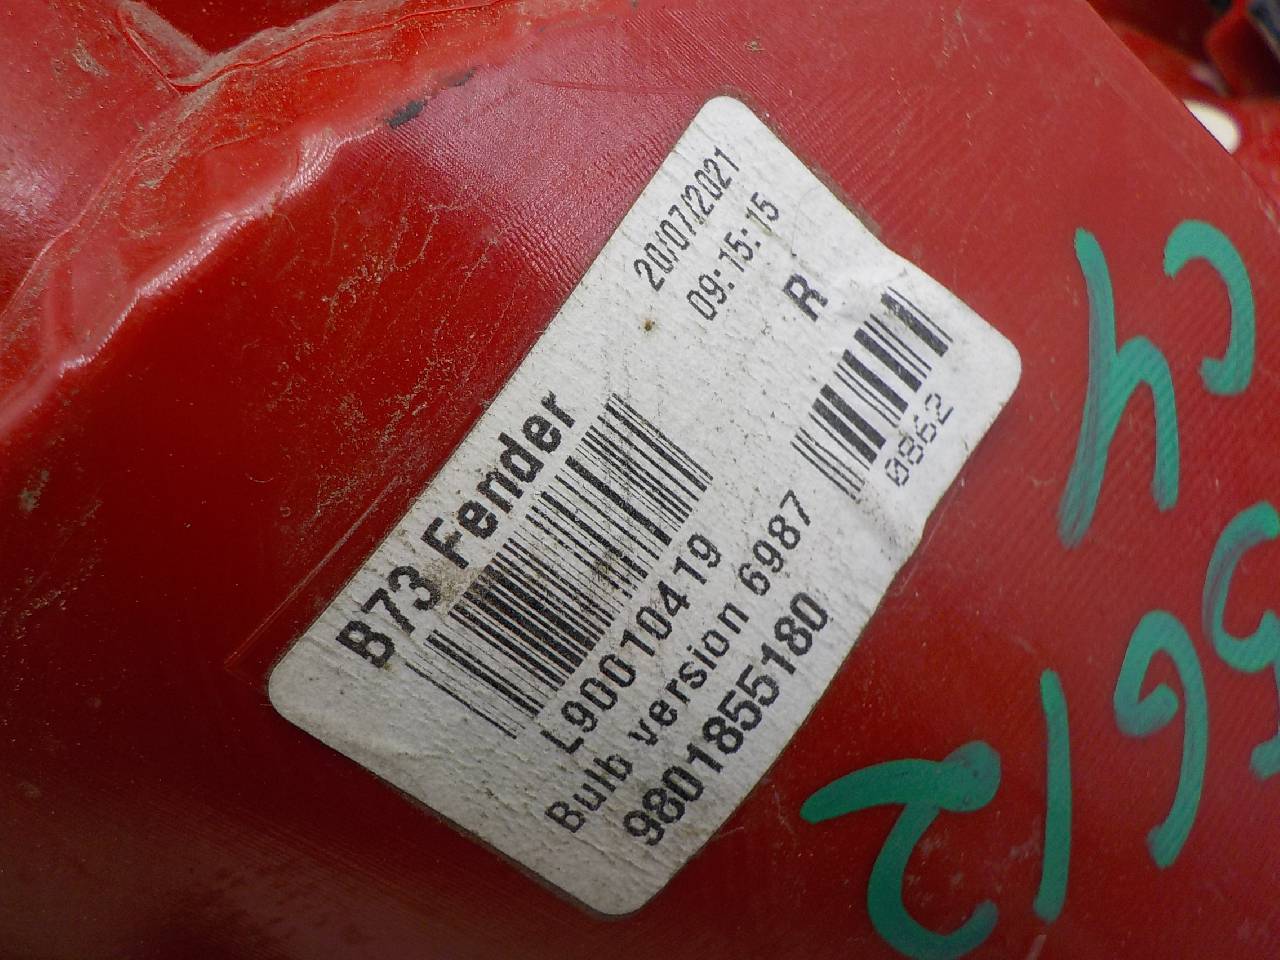 20/07/2021
09:15:15
R
0862
B73 Fender
L90010419
Bulb version 6987
9801855180